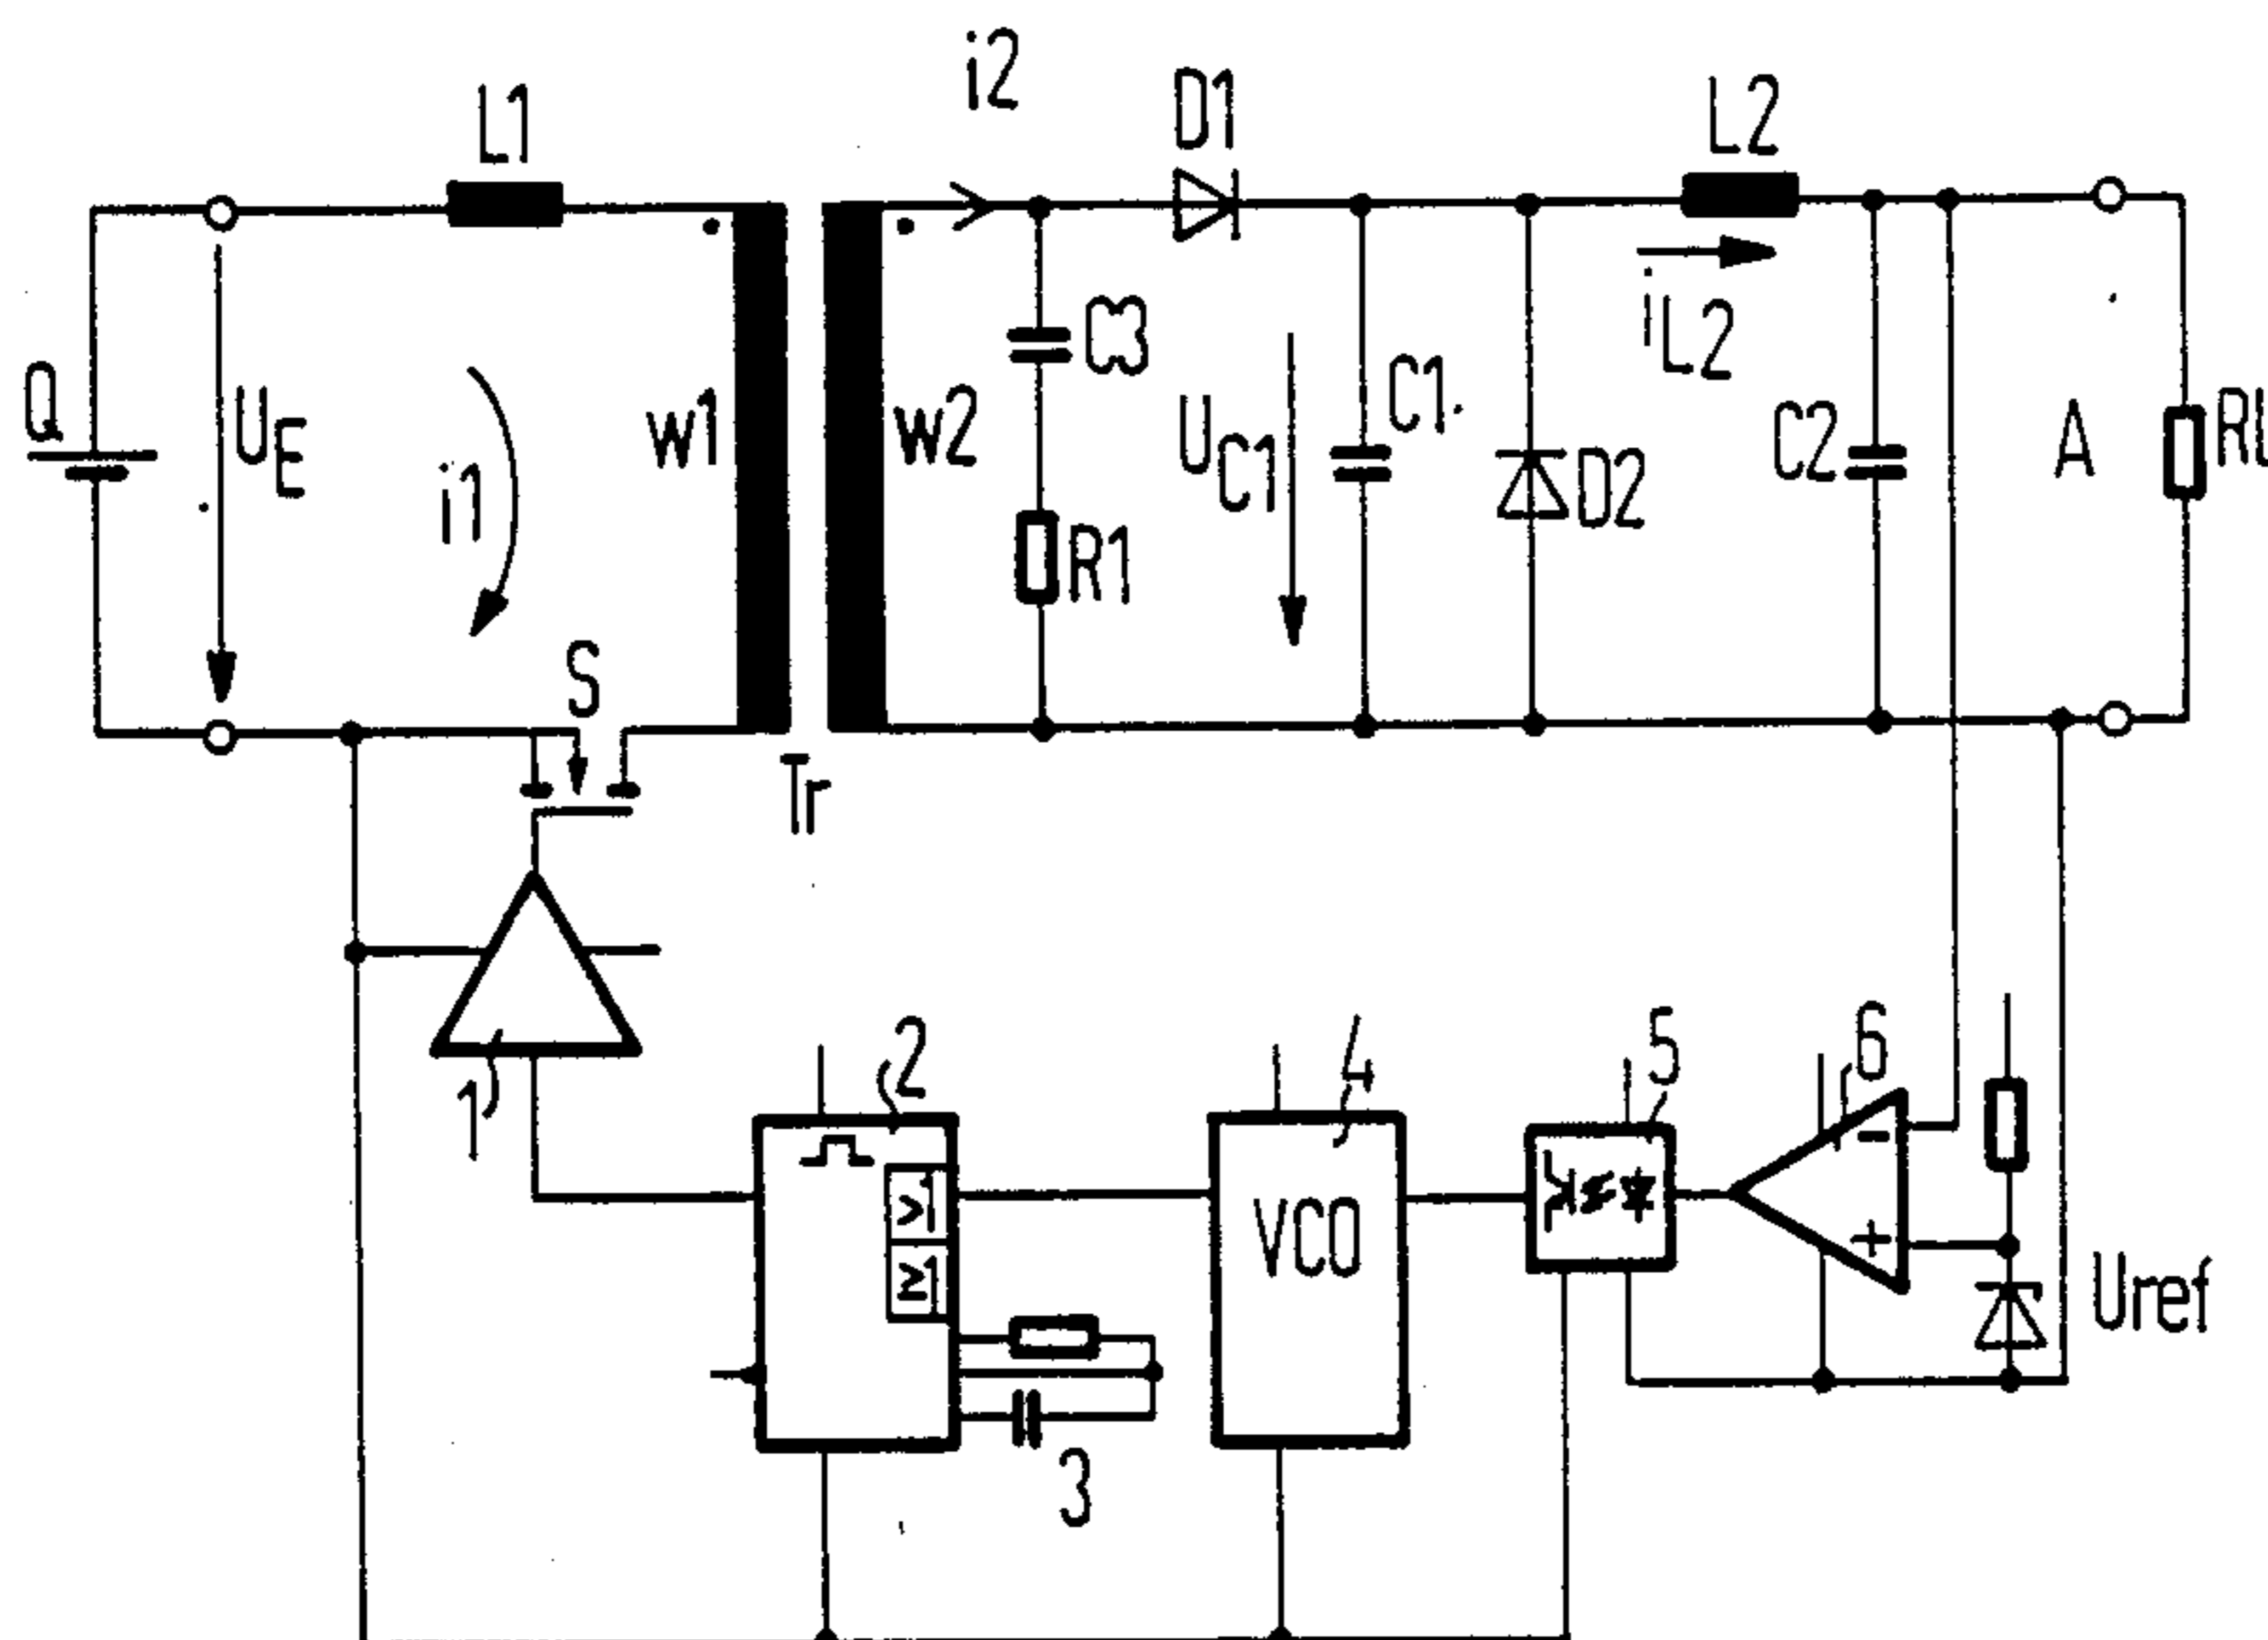 i2
L1
D1
L2
iL2
Q
UE
i1
w1
w2
C3
R1
UC1
C1
D2
C2
A
RL
S
Tr
1
2
4
5
6
-
+
>1
≥1
VCO
3
Uref